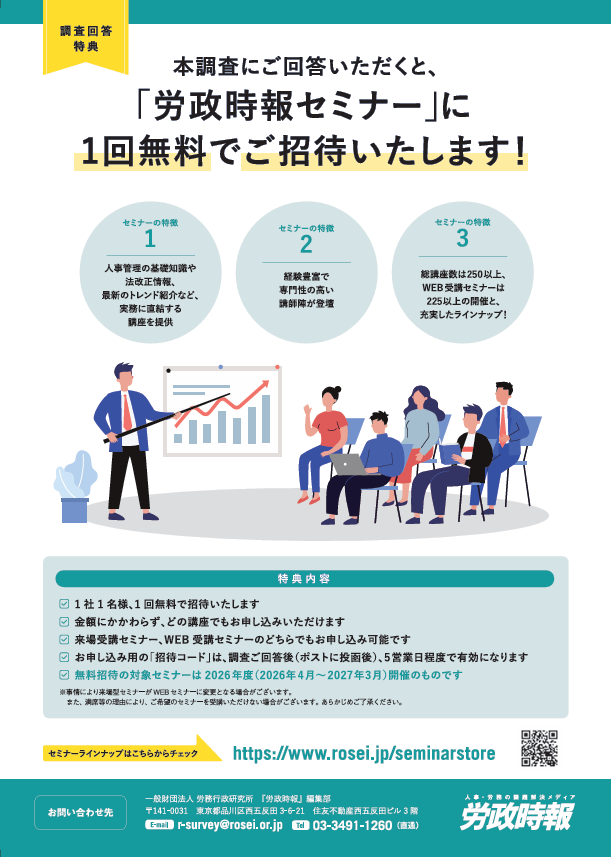 調査回答
特典
本調査にご回答いただくと、
「労政時報セミナー」に
1回無料でご招待いたします！
セミナーの特徴
1
人事管理の基礎知識や
法改正情報、
最新のトレンド紹介など、
実務に直結する
講座を提供
セミナーの特徴
2
経験豊富で
専門性の高い
講師陣が登壇
セミナーの特徴
3
総講座数は250以上、
WEB受講セミナーは
225以上の開催と、
充実したラインナップ！
特典内容
1社1名様、1回無料で招待いたします
金額にかかわらず、どの講座でもお申し込みいただけます
来場受講セミナー、WEB受講セミナーのどちらでもお申し込み可能です
お申し込み用の「招待コード」は、調査ご回答後（ポストに投函後）、5営業日程度で有効になります
無料招待の対象セミナーは2026年度（2026年4月～2027年3月）開催のものです
※事情により来場型セミナーがWEBセミナーに変更となる場合がございます。
また、満席等の理由により、ご希望のセミナーを受講いただけない場合がございます。あらかじめご了承ください。
セミナーラインナップはこちらからチェック
https://www.rosei.jp/seminarstore
お問い合わせ先
一般財団法人 労務行政研究所 『労政時報』編集部
〒141-0031 東京都品川区西五反田3-6-21 住友不動産西五反田ビル3階
E-mail r-survey@rosei.or.jp Tel 03-3491-1260（直通）
人事・労務の課題解決メディア
労政時報